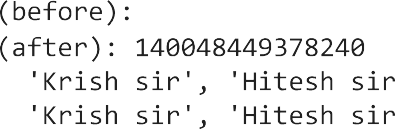 (before):
(after): 140048449378240
'Krish sir', 'Hitesh sir
'Krish sir', 'Hitesh sir